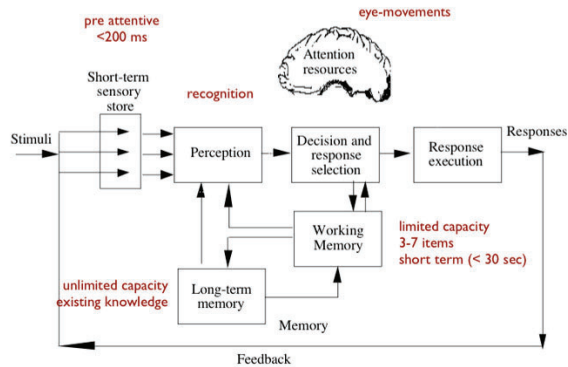 pre attentive
<200 ms
eye-movements
Attention
resources
Short-term
sensory
store
recognition
Stimuli
Perception
Decision and
response
selection
Response
execution
Responses
Working
Memory
limited capacity
3-7 items
short term (< 30 sec)
unlimited capacity
existing knowledge
Long-term
memory
Memory
Feedback